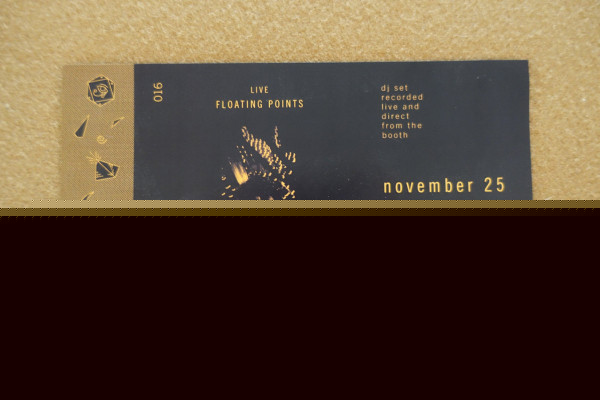 016
LIVE
FLOATING POINTS
dj set
recorded
live and
direct
from the
booth
november 25